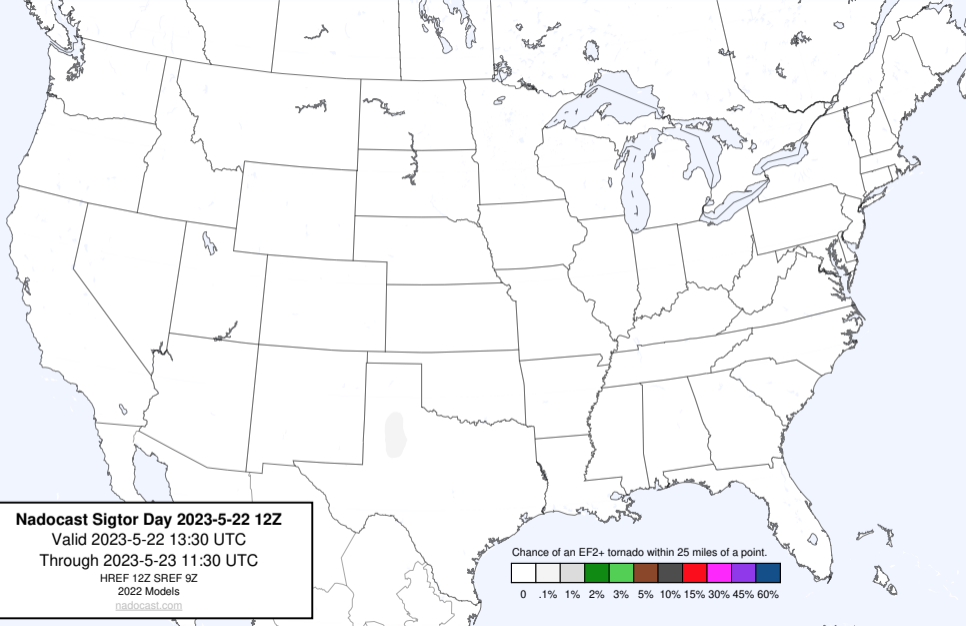 Nadocast Sigtor Day 2023-5-22 12Z
Valid 2023-5-22 13:30 UTC
Through 2023-5-23 11:30 UTC
HREF 12Z SREF 9Z
2022 Models
nadocast.com
Chance of an EF2+ tornado within 25 miles of a point.
0 .1% 1% 2% 3% 5% 10% 15% 30% 45% 60%